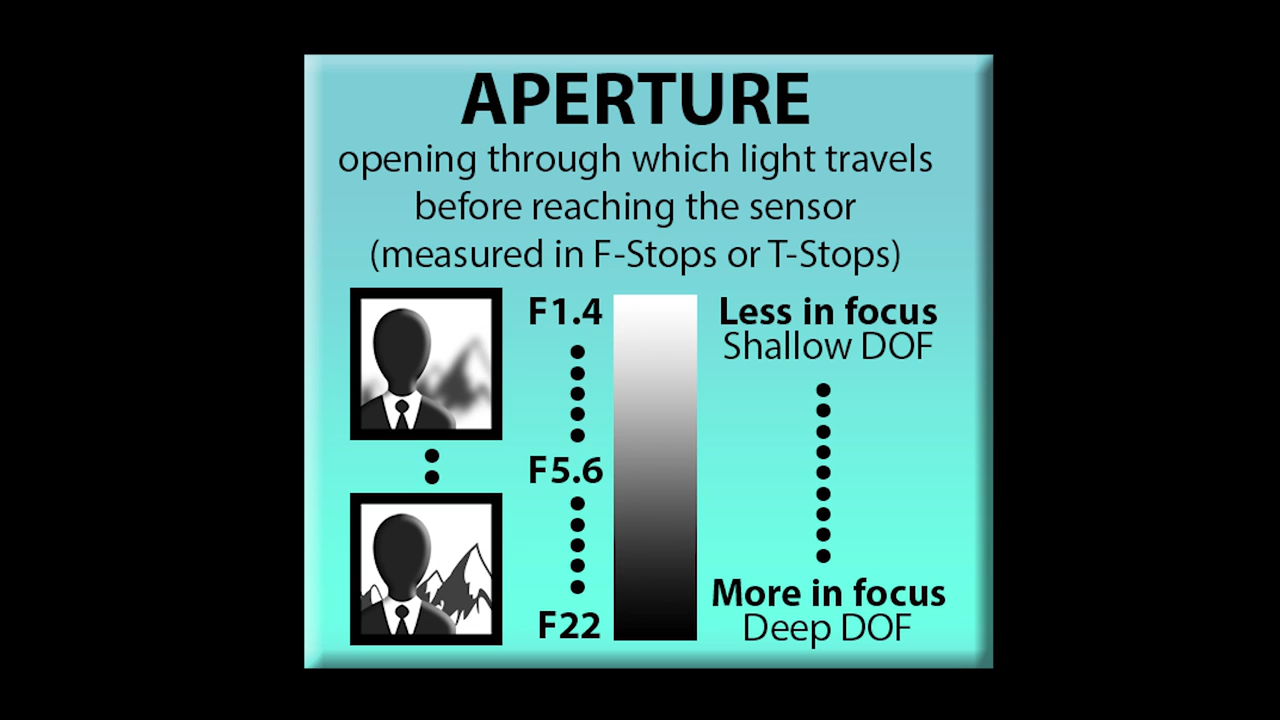 APERTURE
opening through which light travels
before reaching the sensor
(measured in F-Stops or T-Stops)
F1.4
F5.6
F22
Less in focus
Shallow DOF
More in focus
Deep DOF